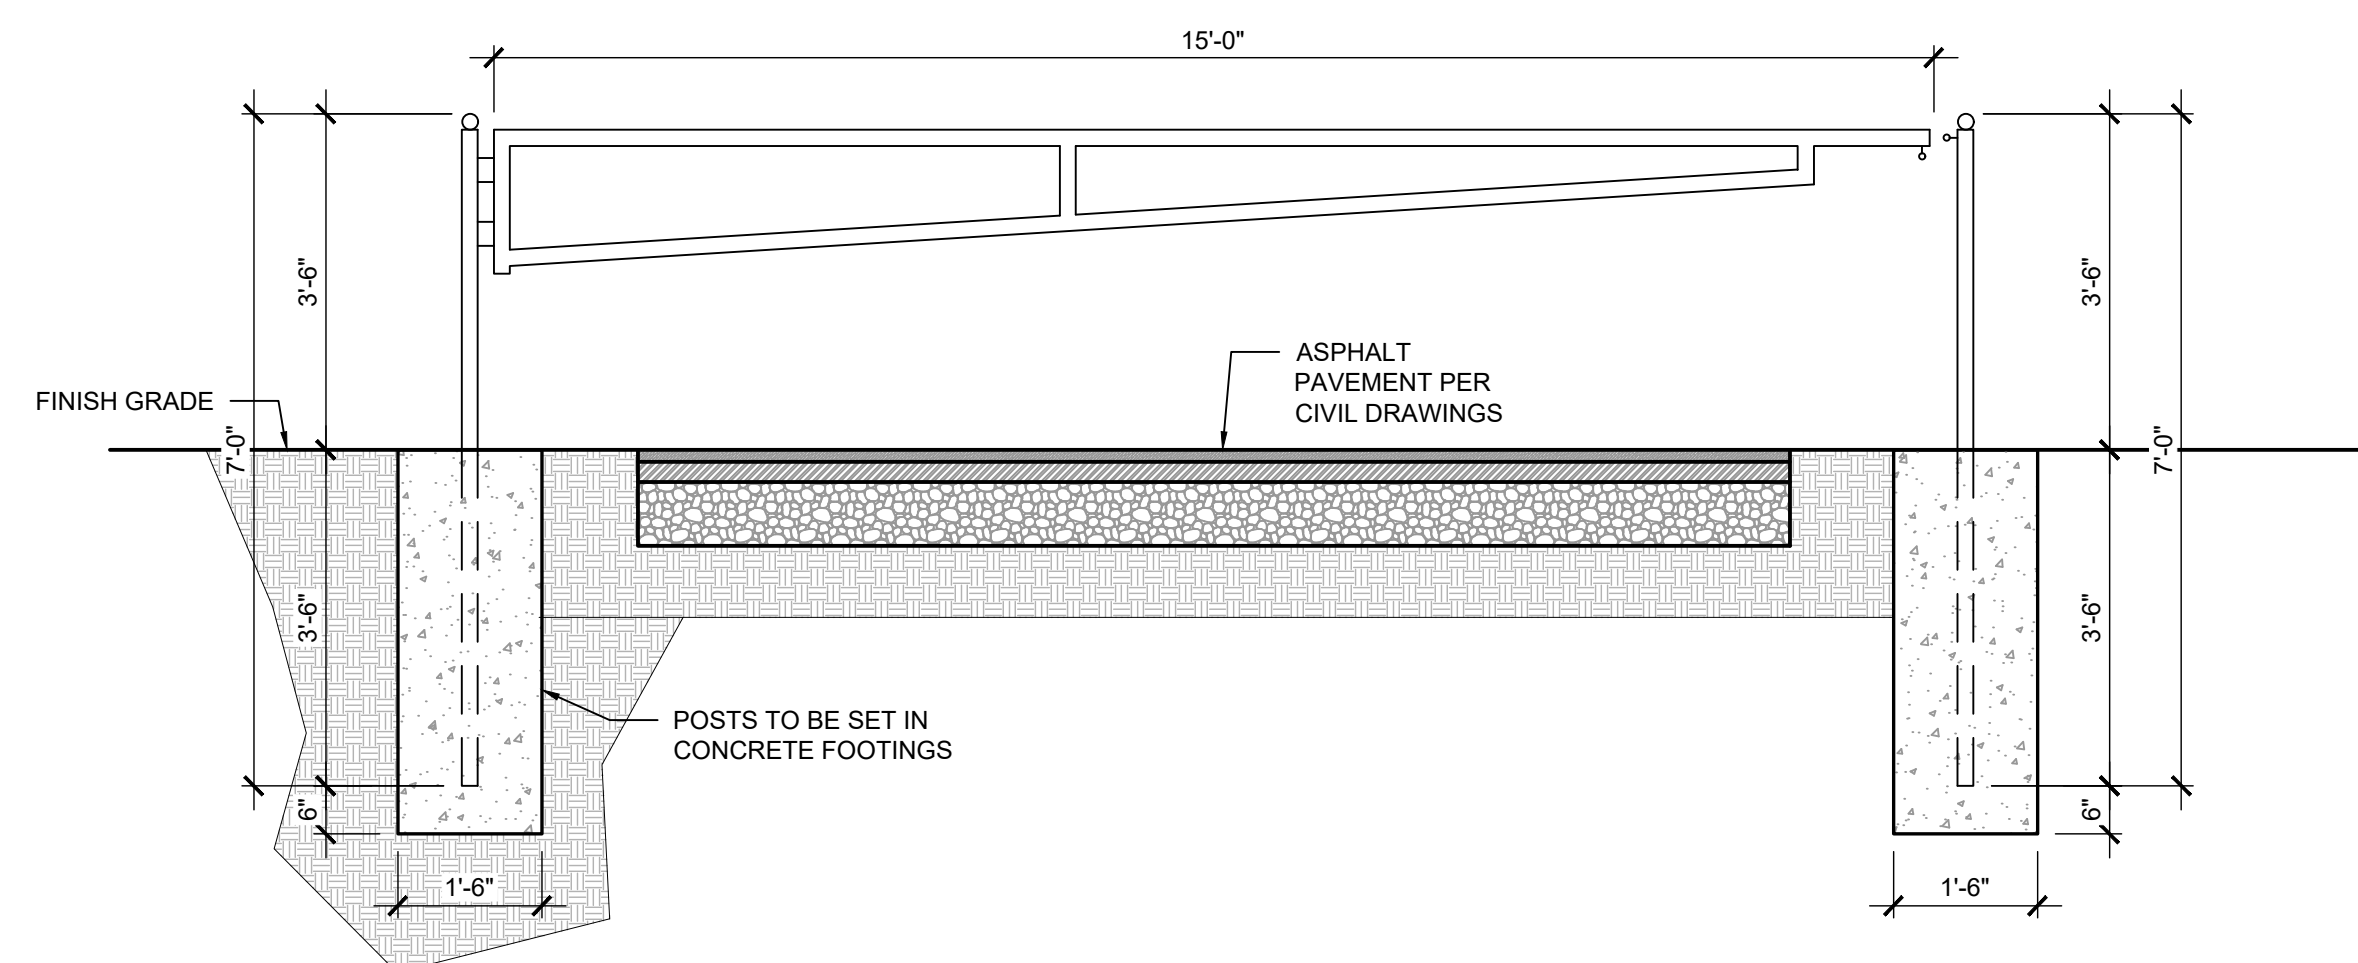 15'-0"
3'-6"
3'-6"
ASPHALT
PAVEMENT PER
CIVIL DRAWINGS
FINISH GRADE
7'-0"
7'-0"
3'-6"
3'-6"
POSTS TO BE SET IN
CONCRETE FOOTINGS
6"
6"
1'-6"
1'-6"